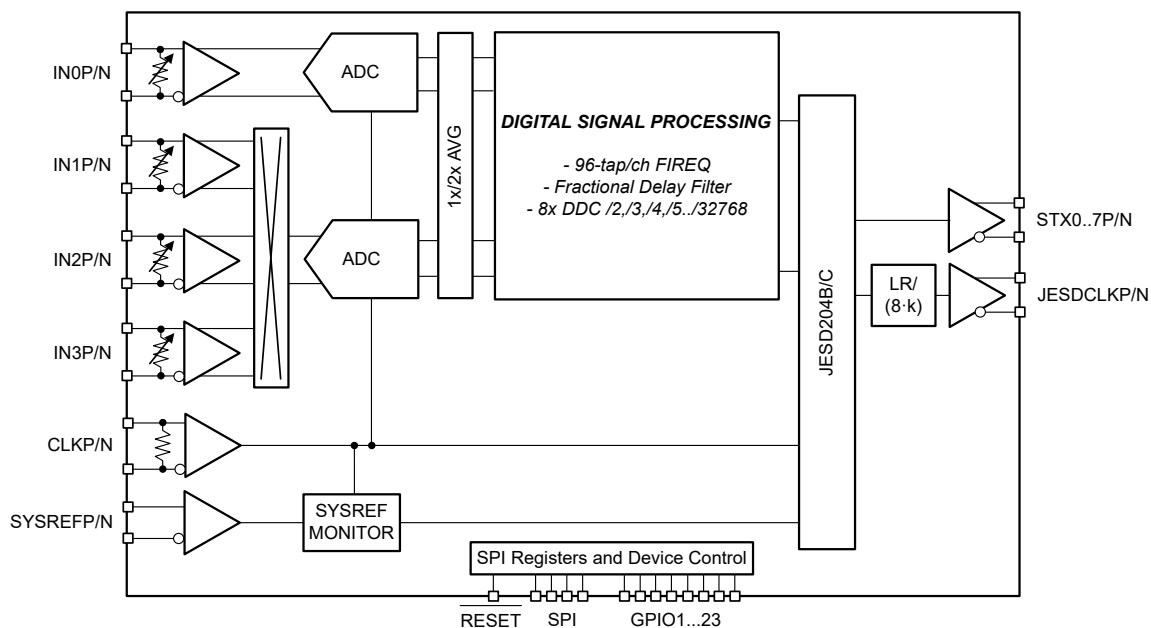 IN0P/N
ADC
1x/2x AVG
DIGITAL SIGNAL PROCESSING
- 96-tap/ch FIREQ
- Fractional Delay Filter
- 8x DDC /2,/3,/4,/5../32768
IN1P/N
IN2P/N
ADC
IN3P/N
JESD204B/C
STX0..7P/N
LR/
(8·k)
JESDCLKP/N
CLKP/N
SYSREFP/N
SYSREF
MONITOR
SPI Registers and Device Control
RESET
SPI
GPIO1...23